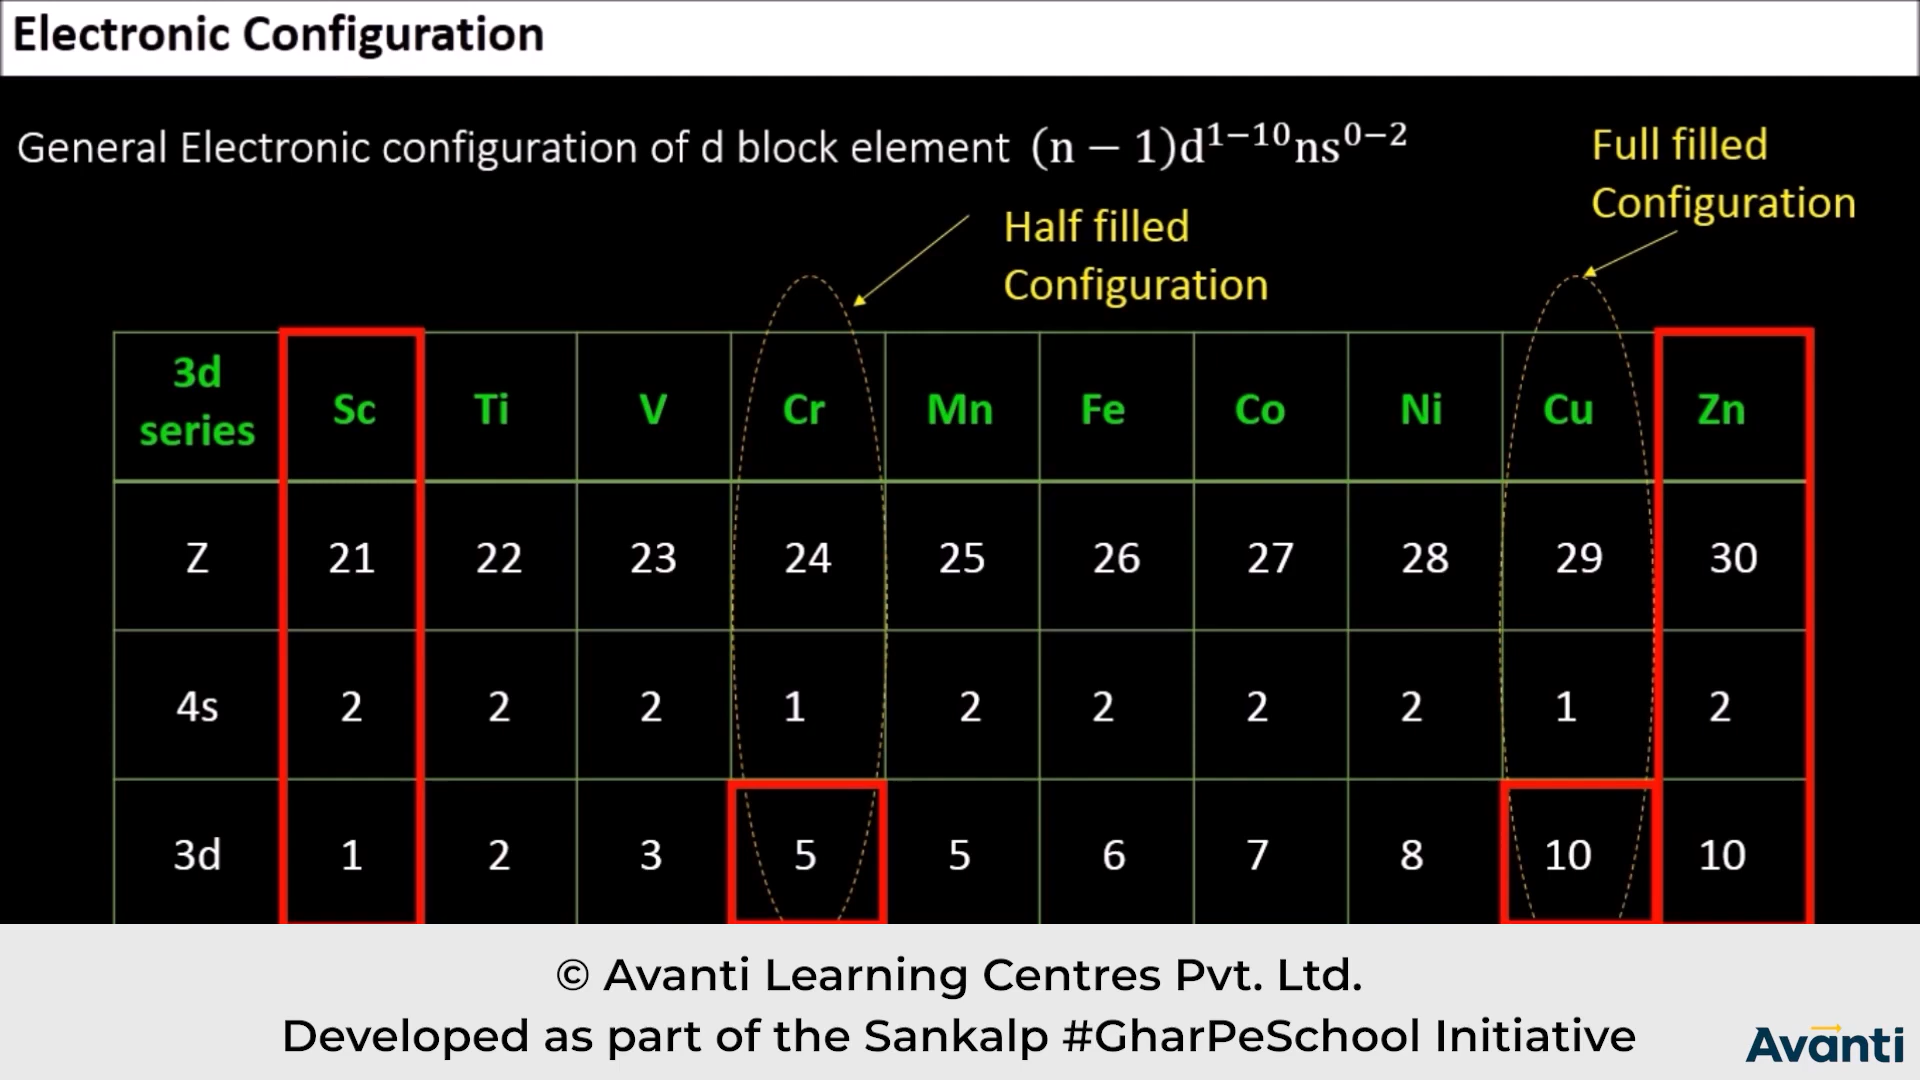 Electronic Configuration
General Electronic configuration of d block element (n − 1)d¹⁻¹⁰ns⁰⁻²
Full filled
Configuration
Half filled
Configuration
3d series Sc Ti V Cr Mn Fe Co Ni Cu Zn
Z 21 22 23 24 25 26 27 28 29 30
4s 2 2 2 1 2 2 2 2 1 2
3d 1 2 3 5 5 6 7 8 10 10
© Avanti Learning Centres Pvt. Ltd.
Developed as part of the Sankalp #GharPeSchool Initiative
Avanti